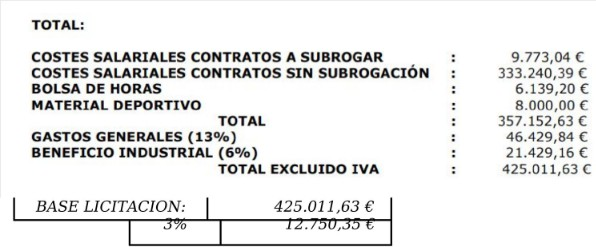 TOTAL:
COSTES SALARIALES CONTRATOS A SUBROGAR : 9.773,04 €
COSTES SALARIALES CONTRATOS SIN SUBROGACIÓN : 333.240,39 €
BOLSA DE HORAS : 6.139,20 €
MATERIAL DEPORTIVO : 8.000,00 €
TOTAL : 357.152,63 €
GASTOS GENERALES (13%) : 46.429,84 €
BENEFICIO INDUSTRIAL (6%) : 21.429,16 €
TOTAL EXCLUIDO IVA : 425.011,63 €
BASE LICITACION: 425.011,63 €
3% 12.750,35 €